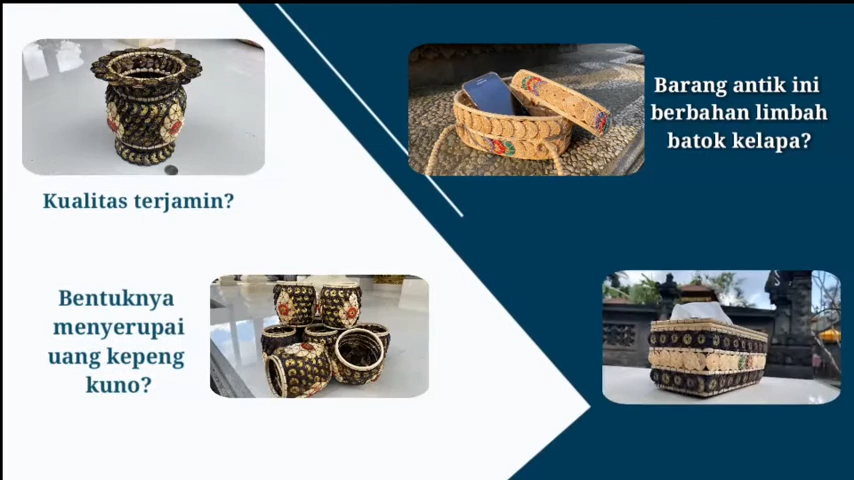 Barang antik ini
berbahan limbah
batok kelapa?
Kualitas terjamin?
Bentuknya
menyerupai
uang kepeng
kuno?